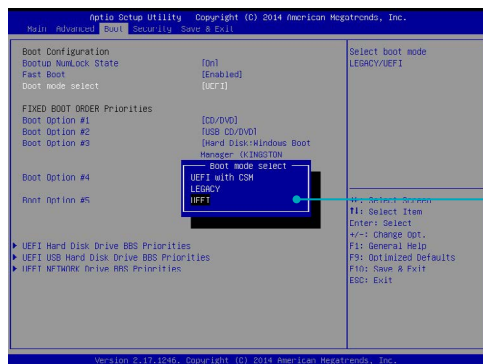 Aptio Setup Utility Copyright (C) 2014 American Megatrends, Inc.
Main Advanced Boot Security Save & Exit
Boot Configuration
Bootup NumLock State [On]
Fast Boot [Enabled]
Boot mode select [UEFI]
FIXED BOOT ORDER Priorities
Boot Option #1 [CD/DVD]
Boot Option #2 [USB CD/DVD]
Boot Option #3 [Hard Disk:Windows Boot
Manager (KINGSTON
Boot Option #4
Boot Option #5
Boot mode select
UEFI with CSM
LEGACY
UEFI
UEFI Hard Disk Drive BBS Priorities
UEFI USB Hard Disk Drive BBS Priorities
UEFI NETWORK Drive BBS Priorities
Select boot mode
LEGACY/UEFI
Select Screen
↑↓: Select Item
Enter: Select
+/-: Change Opt.
F1: General Help
F9: Optimized Defaults
F10: Save & Exit
ESC: Exit
Version 2.17.1246. Copyright (C) 2014 American Megatrends, Inc.